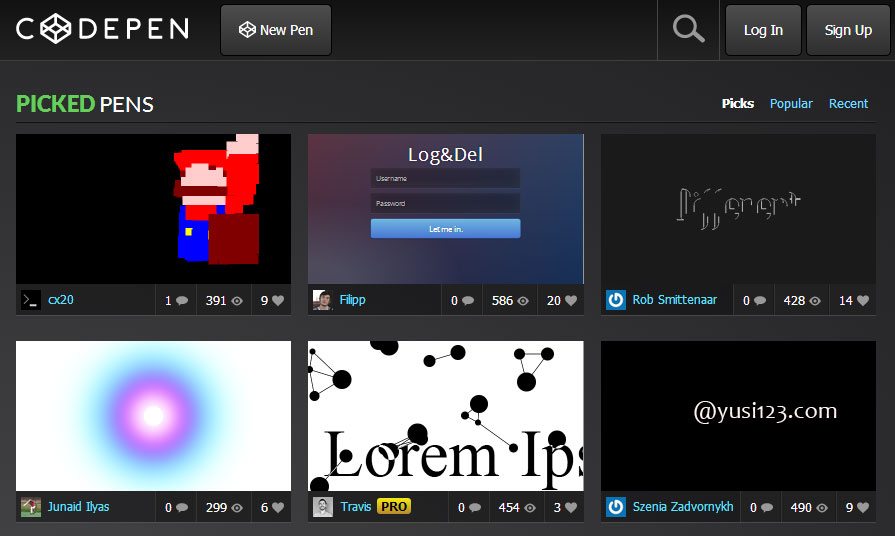 CODEPEN
New Pen
Log In
Sign Up
PICKED PENS
Picks Popular Recent
Log&Del
Username
Password
Let me in.
different
cx20 1 391 9
Filipp 0 586 20
Rob Smittenaar 0 428 14
Lorem Ips
@yusi123.com
Junaid Ilyas 0 299 6
Travis PRO 0 454 3
Szenia Zadvornykh 0 490 9